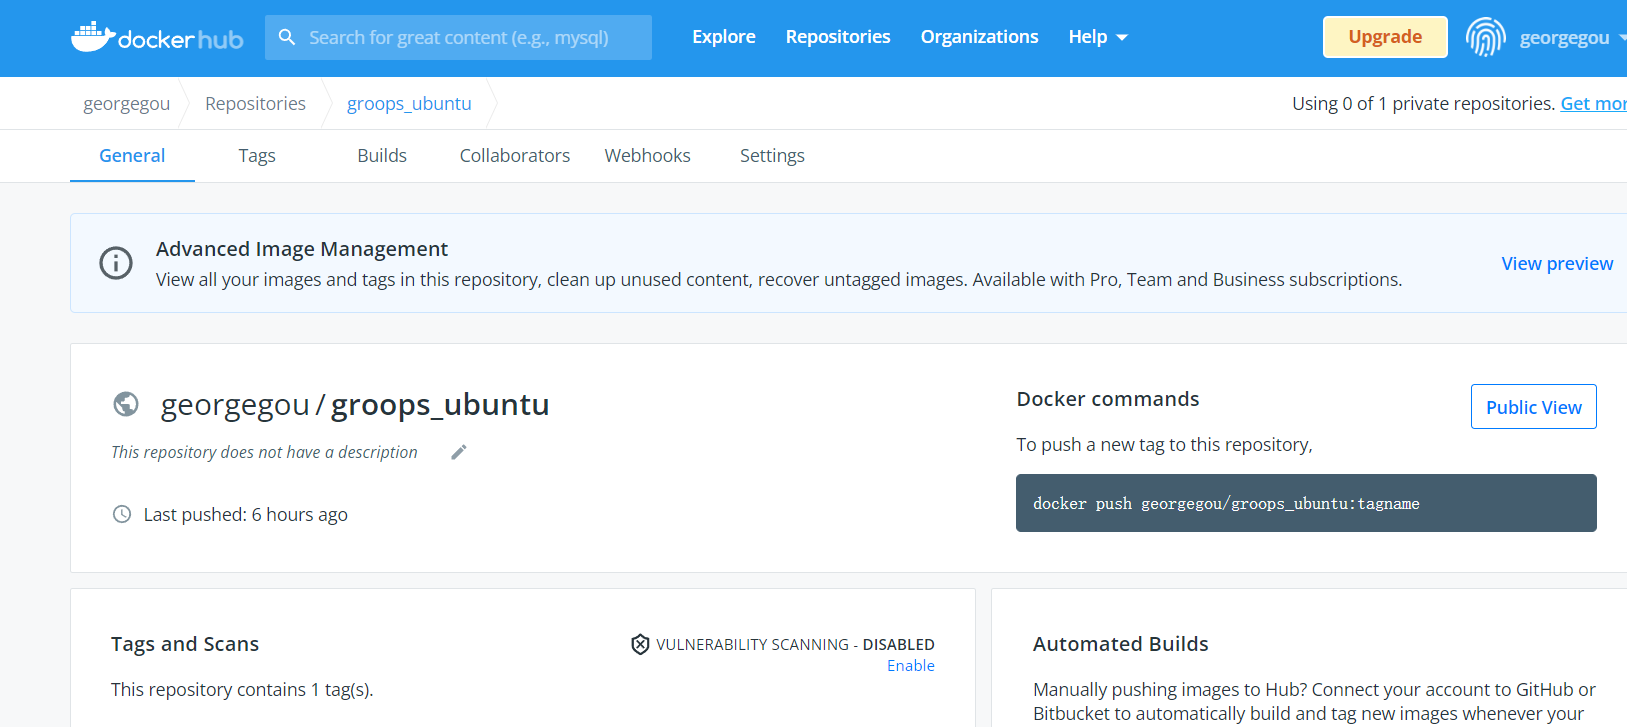 docker hub
Search for great content (e.g., mysql)
Explore
Repositories
Organizations
Help
Upgrade
georgegou
georgegou
Repositories
groops_ubuntu
Using 0 of 1 private repositories. Get mor
General
Tags
Builds
Collaborators
Webhooks
Settings
Advanced Image Management
View all your images and tags in this repository, clean up unused content, recover untagged images. Available with Pro, Team and Business subscriptions.
View preview
georgegou / groops_ubuntu
This repository does not have a description
Last pushed: 6 hours ago
Docker commands
Public View
To push a new tag to this repository,
docker push georgegou/groops_ubuntu:tagname
Tags and Scans
VULNERABILITY SCANNING - DISABLED
Enable
This repository contains 1 tag(s).
Automated Builds
Manually pushing images to Hub? Connect your account to GitHub or
Bitbucket to automatically build and tag new images whenever your